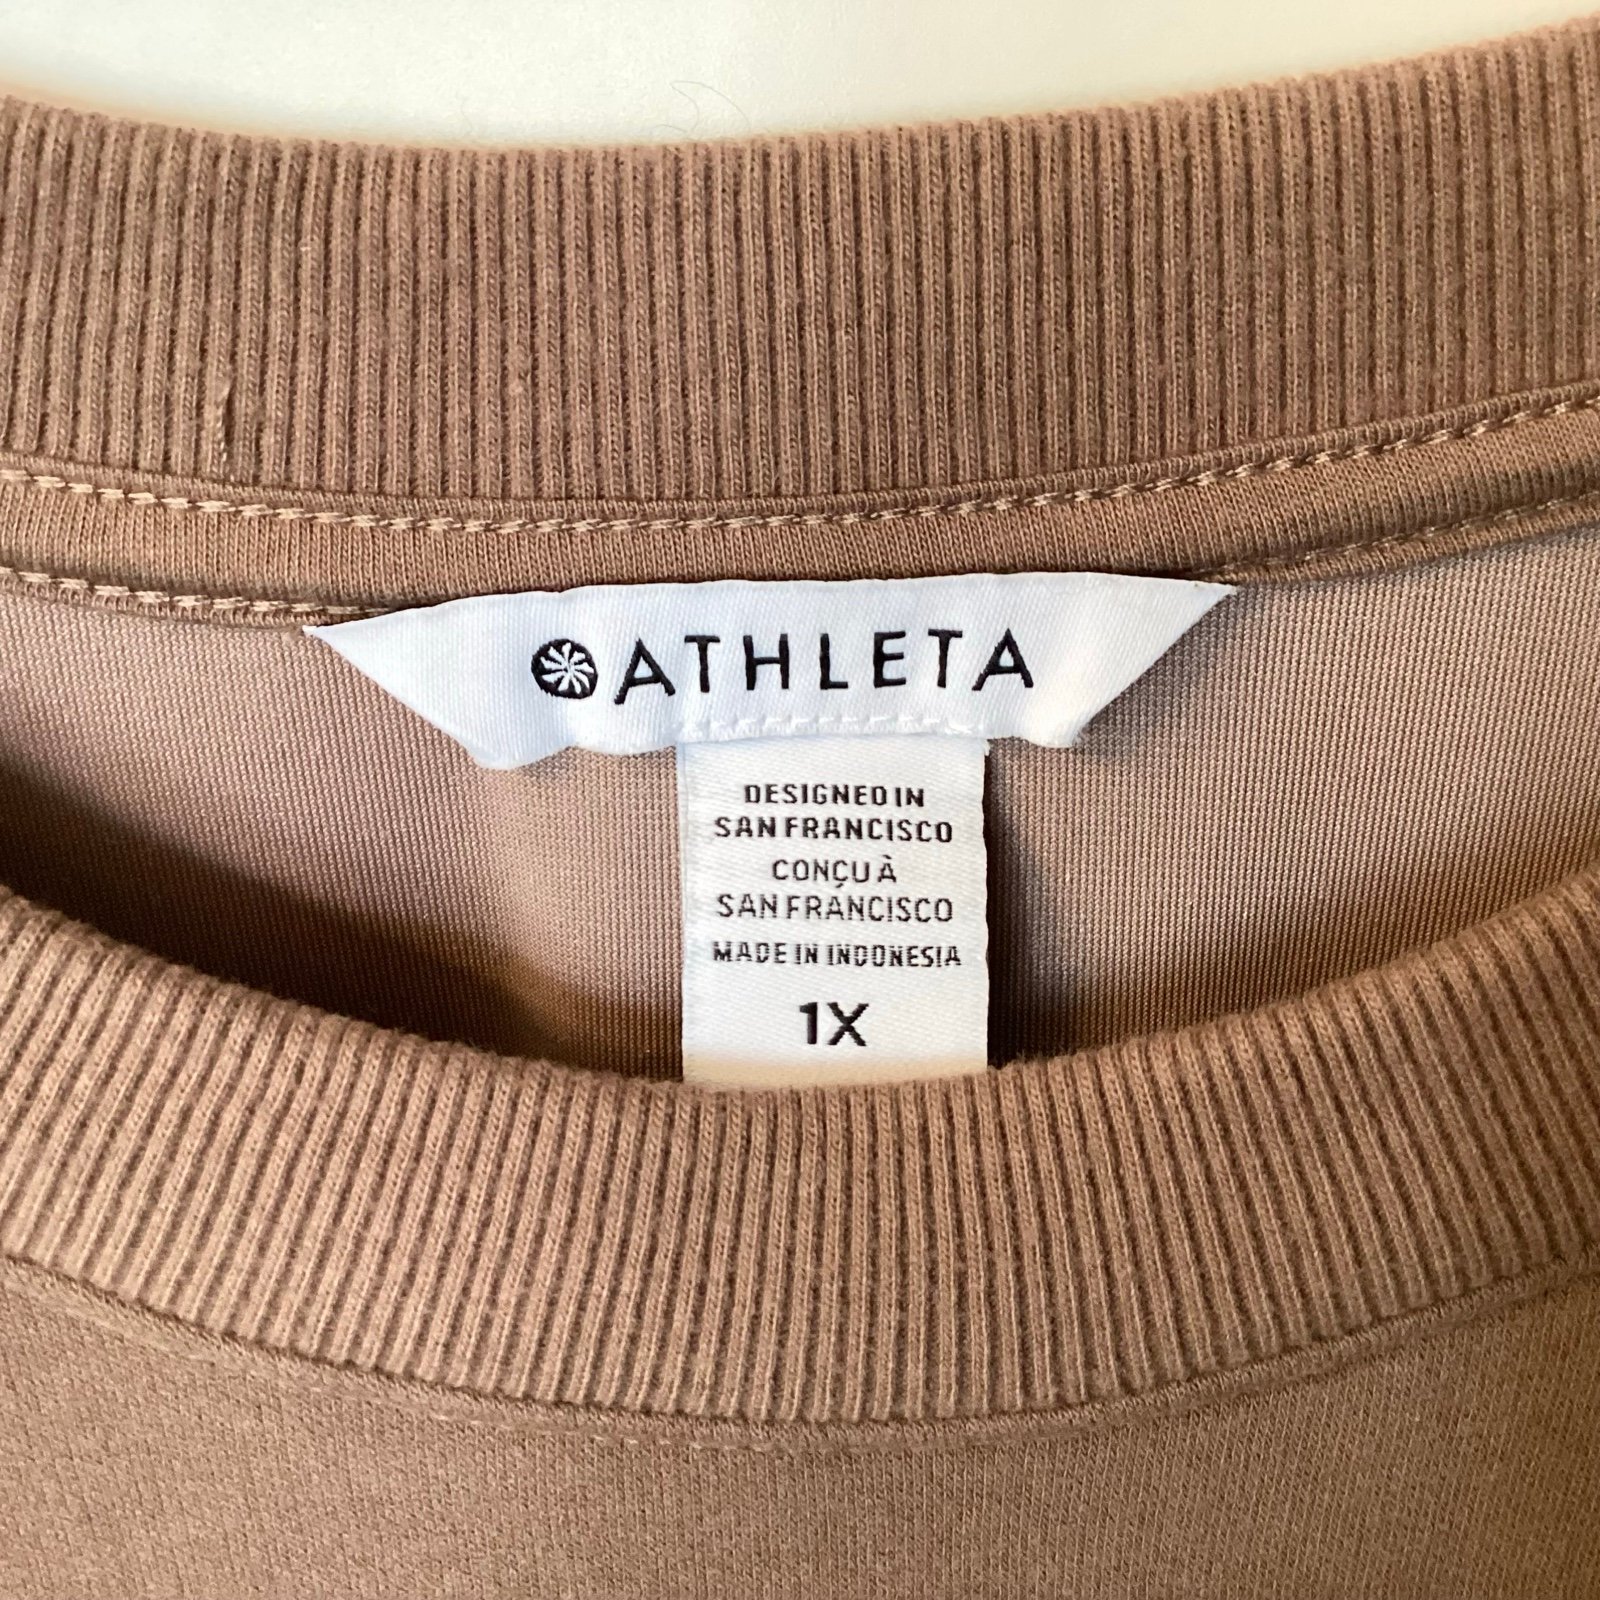 ATHLETA
DESIGNED IN
SAN FRANCISCO
CONÇU À
SAN FRANCISCO
MADE IN INDONESIA
1X